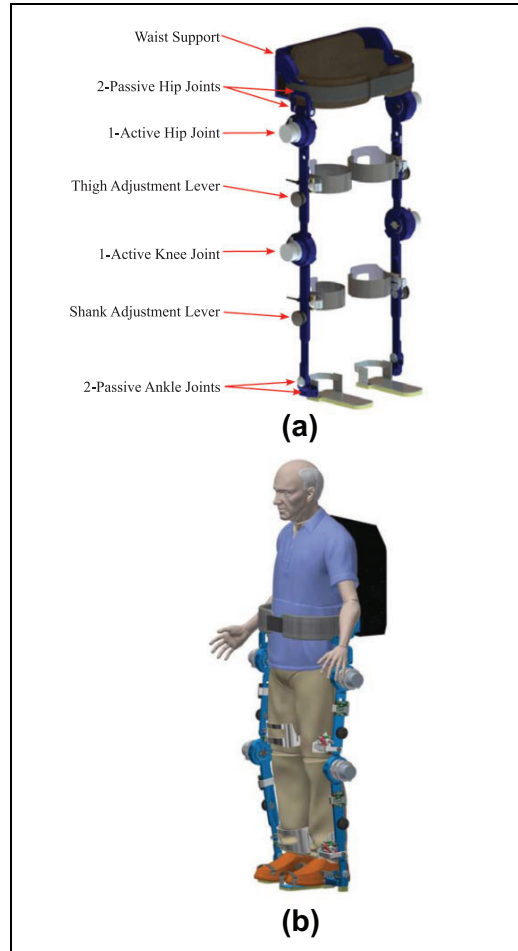 Waist Support
2-Passive Hip Joints
1-Active Hip Joint
Thigh Adjustment Lever
1-Active Knee Joint
Shank Adjustment Lever
2-Passive Ankle Joints
(a)
(b)